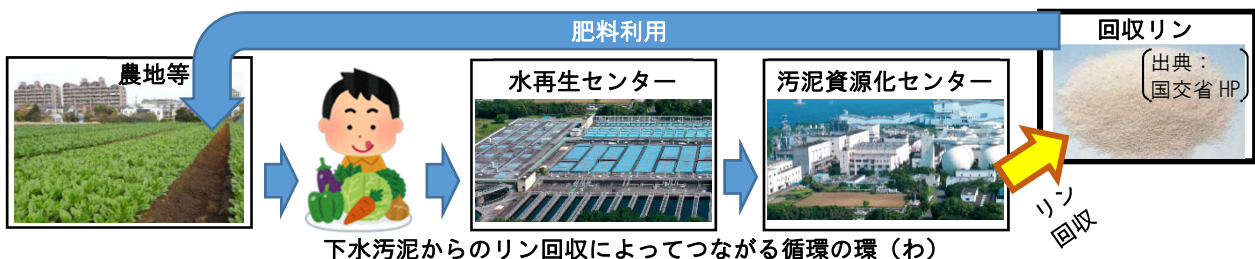 肥料利用
回収リン
出典：
国交省HP
農地等
水再生センター
汚泥資源化センター
リン
回収
下水汚泥からのリン回収によってつながる循環の環（わ）